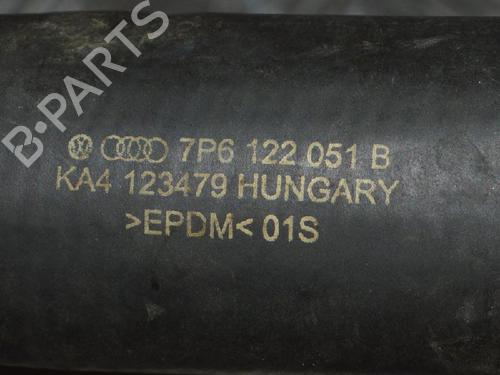 B-PARTS
7P6 122 051 B
KA4 123479 HUNGARY
>EPDM< 01S